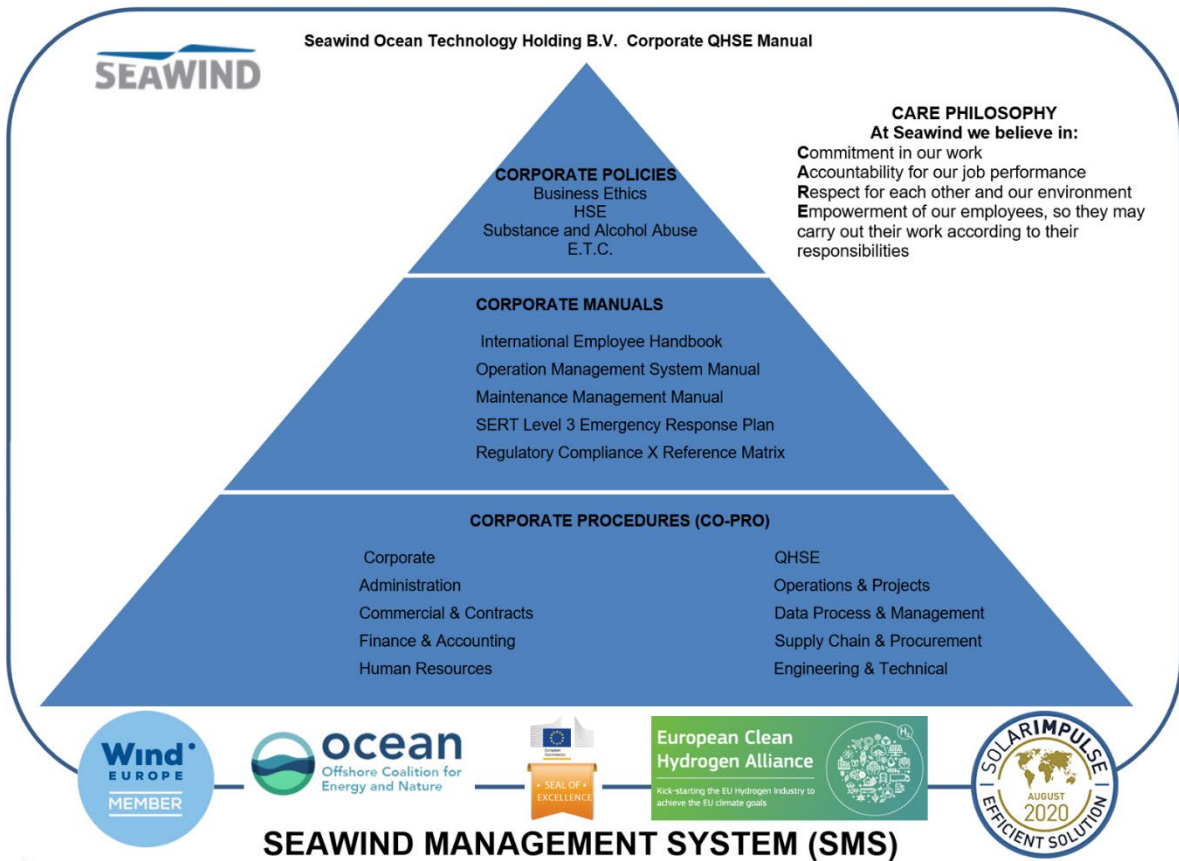 Seawind Ocean Technology Holding B.V. Corporate QHSE Manual
SEAWIND
CARE PHILOSOPHY
At Seawind we believe in:
Commitment in our work
Accountability for our job performance
Respect for each other and our environment
Empowerment of our employees, so they may
carry out their work according to their
responsibilities
CORPORATE POLICIES
Business Ethics
HSE
Substance and Alcohol Abuse
E.T.C.
CORPORATE MANUALS
International Employee Handbook
Operation Management System Manual
Maintenance Management Manual
SERT Level 3 Emergency Response Plan
Regulatory Compliance X Reference Matrix
CORPORATE PROCEDURES (CO-PRO)
Corporate
Administration
Commercial & Contracts
Finance & Accounting
Human Resources
QHSE
Operations & Projects
Data Process & Management
Supply Chain & Procurement
Engineering & Technical
Wind
EUROPE
MEMBER
ocean
Offshore Coalition for
Energy and Nature
European
Commission
SEAL OF
EXCELLENCE
European Clean
Hydrogen Alliance
Kick-starting the EU Hydrogen Industry to
achieve the EU climate goals
H2
SOLARIMPULSE
AUGUST
2020
EFFICIENT SOLUTION
SEAWIND MANAGEMENT SYSTEM (SMS)